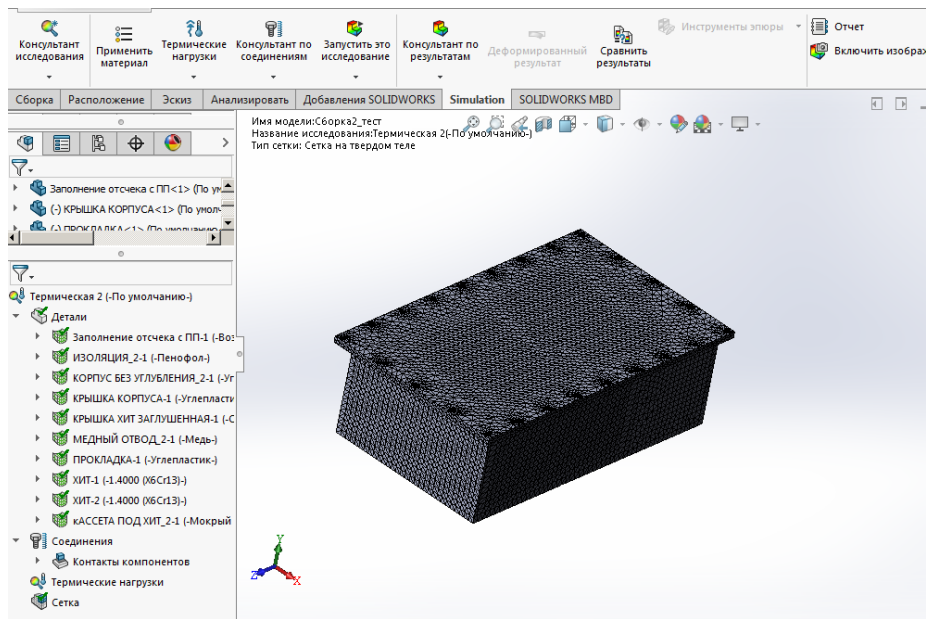 Консультант исследования
Применить материал
Термические нагрузки
Консультант по соединениям
Запустить это исследование
Консультант по результатам
Деформированный результат
Сравнить результаты
Инструменты эпюры
Отчет
Включить изображ
Сборка Расположение Эскиз Анализировать Добавления SOLIDWORKS Simulation SOLIDWORKS MBD
Имя модели:Сборка2_тест
Название исследования:Термическая 2(-По умолчанию-)
Тип сетки: Сетка на твердом теле
Заполнение отсчека с ПП<1> (По ум
(-) КРЫШКА КОРПУСА<1> (По умол
(-) ПРОКЛАДКА<1> (По умолчанию
Термическая 2 (-По умолчанию-)
Детали
Заполнение отсчека с ПП-1 (-Воз
ИЗОЛЯЦИЯ_2-1 (-Пенофол-)
КОРПУС БЕЗ УГЛУБЛЕНИЯ_2-1 (-Уг
КРЫШКА КОРПУСА-1 (-Углепласти
КРЫШКА ХИТ ЗАГЛУШЕННАЯ-1 (-С
МЕДНЫЙ ОТВОД_2-1 (-Медь-)
ПРОКЛАДКА-1 (-Углепластик-)
ХИТ-1 (-1.4000 (X6Cr13)-)
ХИТ-2 (-1.4000 (X6Cr13)-)
кАССЕТА ПОД ХИТ_2-1 (-Мокрый
Соединения
Контакты компонентов
Термические нагрузки
Сетка
Y
Z
X